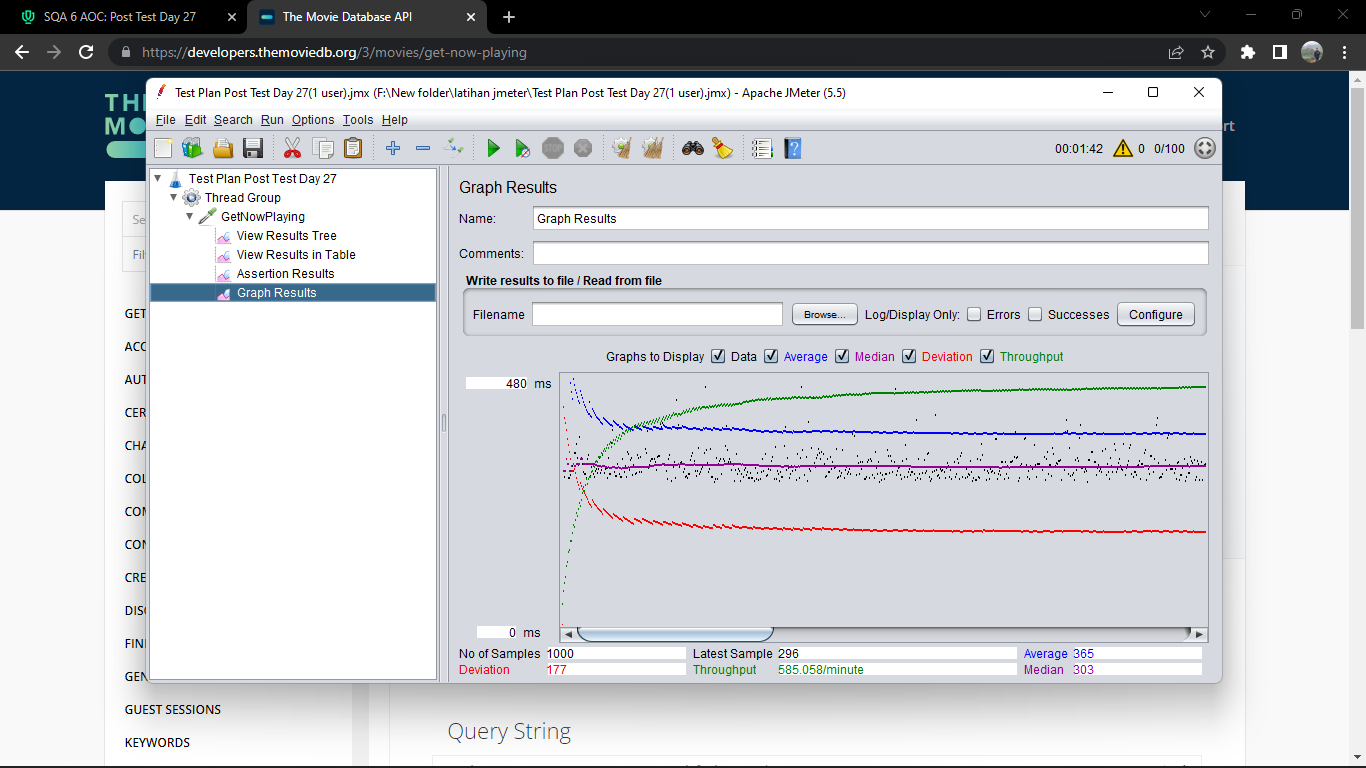 SQA 6 AOC: Post Test Day 27
The Movie Database API
https://developers.themoviedb.org/3/movies/get-now-playing
Test Plan Post Test Day 27(1 user).jmx (F:\New folder\latihan jmeter\Test Plan Post Test Day 27(1 user).jmx) - Apache JMeter (5.5)
File Edit Search Run Options Tools Help
00:01:42 0 0/100
Test Plan Post Test Day 27
Thread Group
GetNowPlaying
View Results Tree
View Results in Table
Assertion Results
Graph Results
Graph Results
Name: Graph Results
Comments:
Write results to file / Read from file
Filename Browse... Log/Display Only: Errors Successes Configure
Graphs to Display Data Average Median Deviation Throughput
480 ms
0 ms
No of Samples 1000 Latest Sample 296 Average 365
Deviation 177 Throughput 585.058/minute Median 303
TH
M
rt
Se
Fil
GET
ACC
AUT
CER
CHA
COL
COM
CON
CRE
DIS
FIN
GEN
GUEST SESSIONS
KEYWORDS
Query String